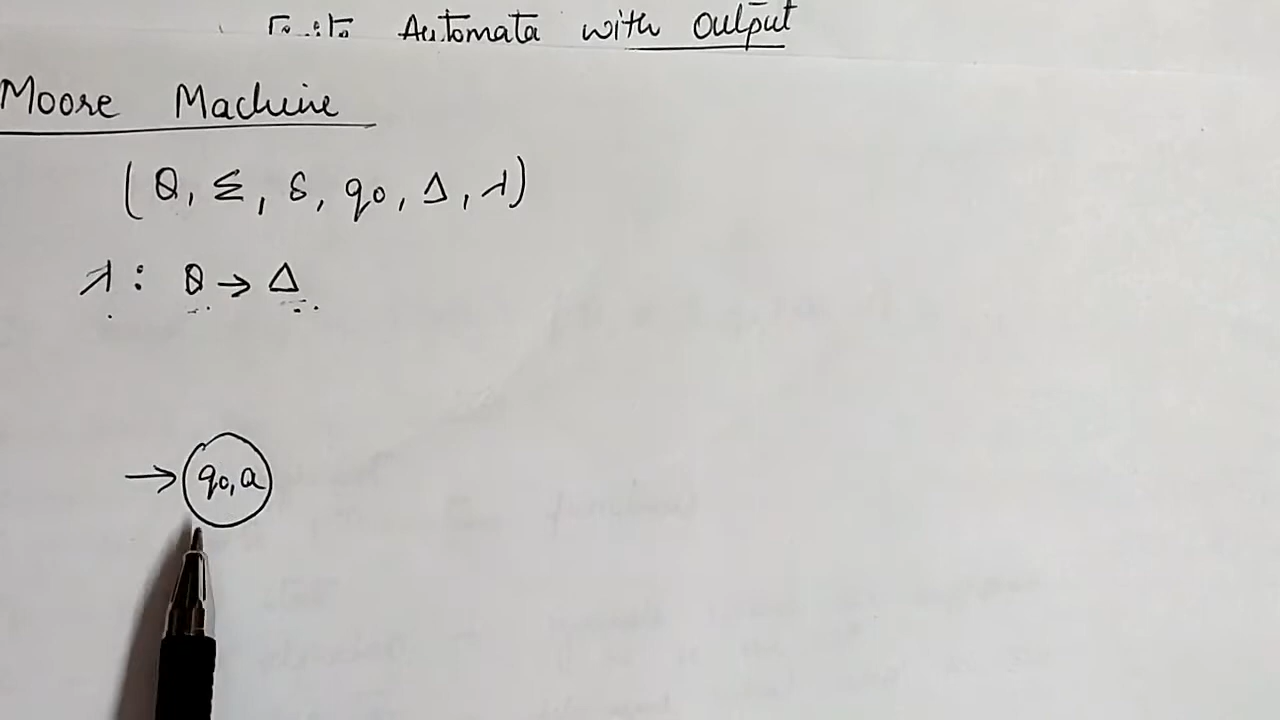 Automata with Output
Moore Machine
(Q, Σ, δ, q0, Δ, λ)
λ : Q → Δ
→ q0, a